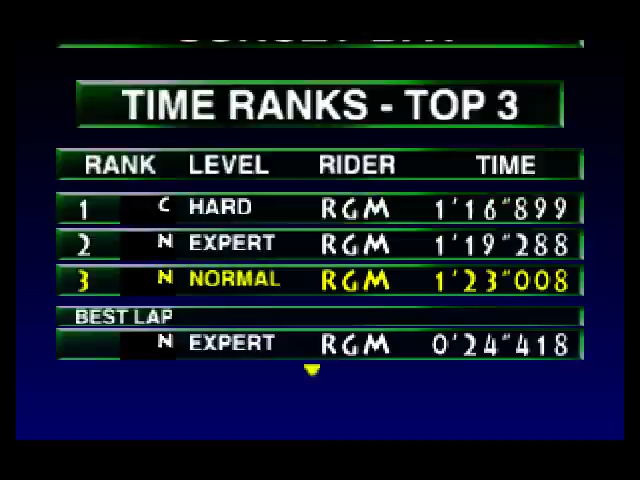 TIME RANKS - TOP 3
RANK LEVEL RIDER TIME
1 C HARD RGM 1'16"899
2 N EXPERT RGM 1'19"288
3 N NORMAL RGM 1'23"008
BEST LAP
N EXPERT RGM 0'24"418